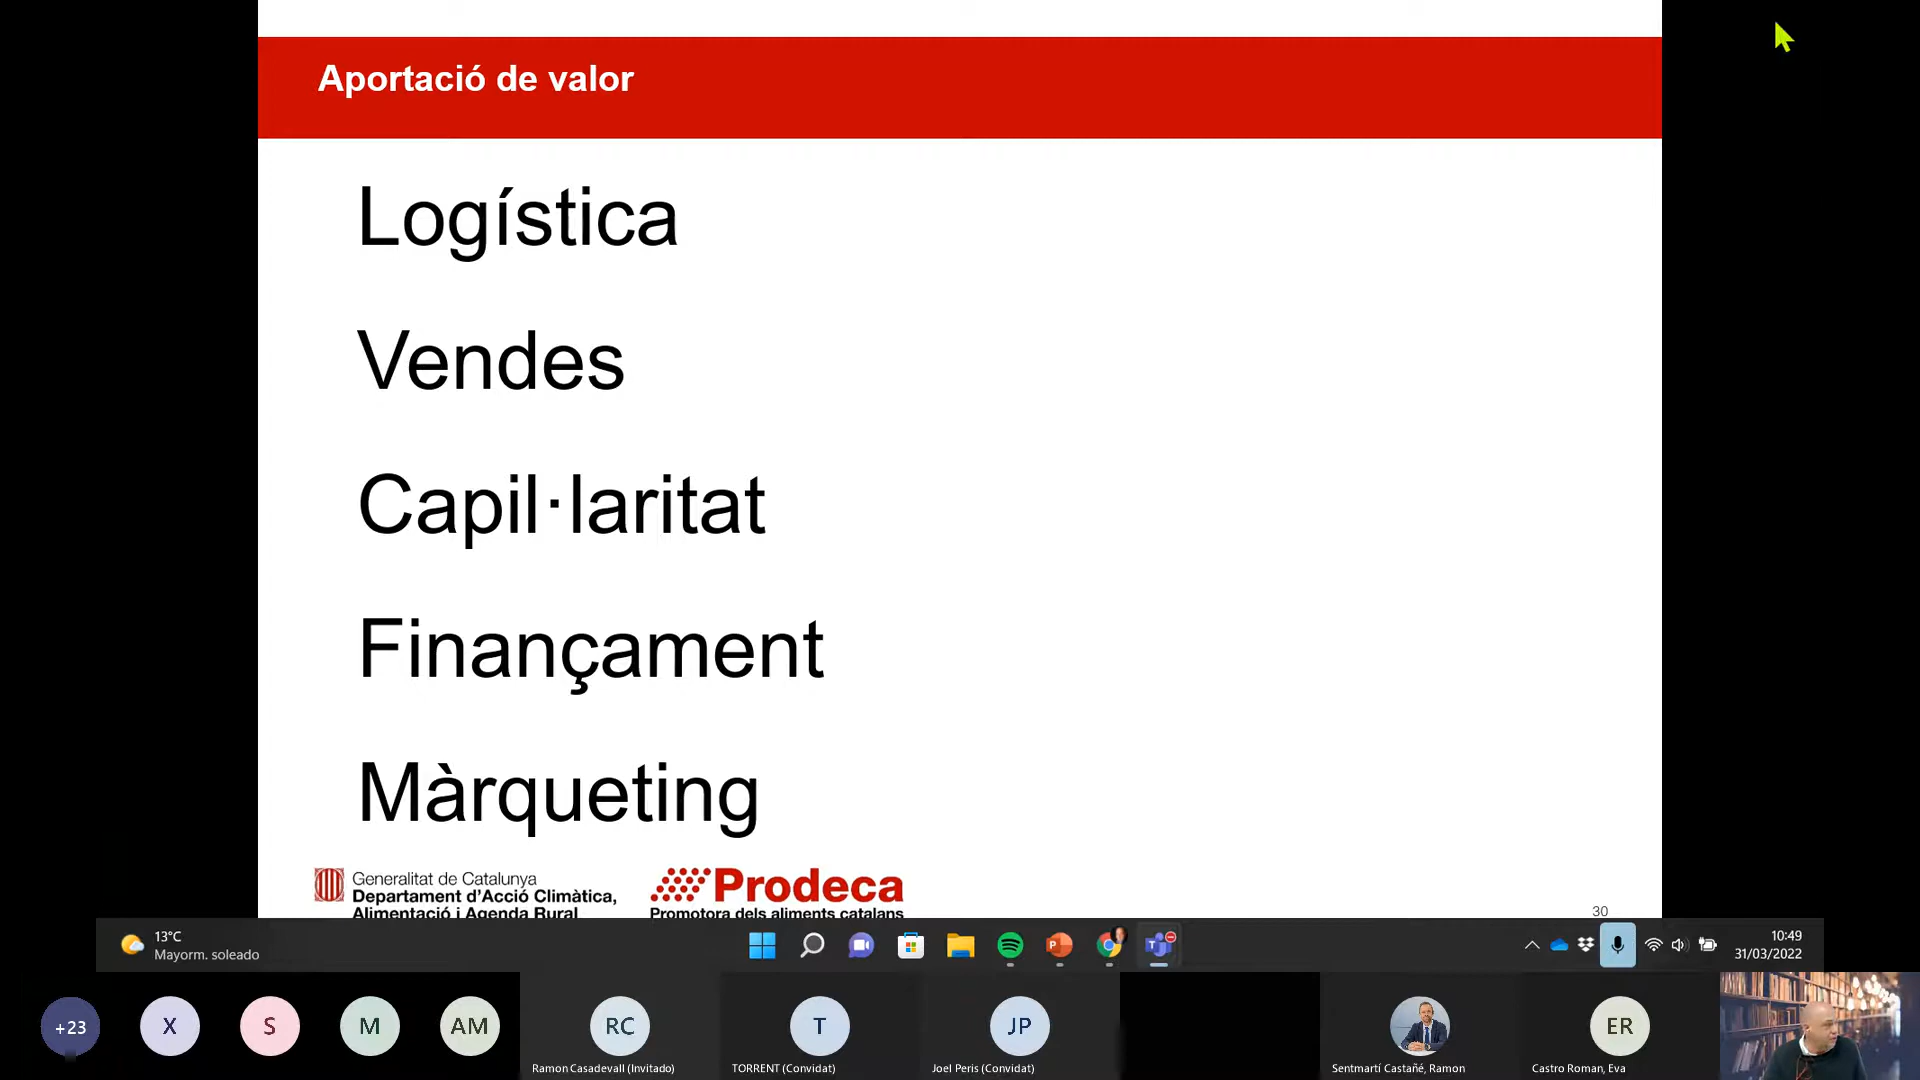 Aportació de valor
Logística
Vendes
Capil·laritat
Finançament
Màrqueting
Generalitat de Catalunya
Departament d'Acció Climàtica,
Alimentació i Agenda Rural
Prodeca
Promotora dels aliments catalans
30
13°C
Mayorm. soleado
10:49
31/03/2022
+23
X
S
M
AM
RC
T
JP
ER
Ramon Casadevall (Invitado)
TORRENT (Convidat)
Joel Peris (Convidat)
Sentmartí Castañé, Ramon
Castro Roman, Eva